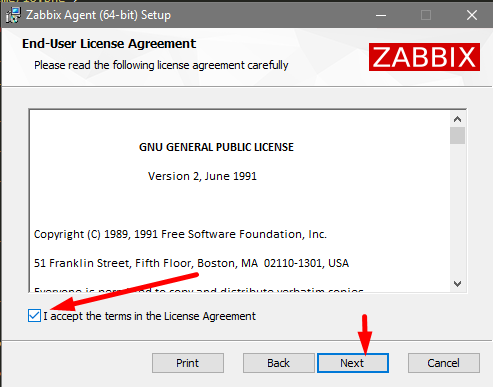 Zabbix Agent (64-bit) Setup
End-User License Agreement
Please read the following license agreement carefully
ZABBIX
GNU GENERAL PUBLIC LICENSE
Version 2, June 1991
Copyright (C) 1989, 1991 Free Software Foundation, Inc.
51 Franklin Street, Fifth Floor, Boston, MA 02110-1301, USA
Everyone is permitted to copy and distribute verbatim copies
I accept the terms in the License Agreement
Print
Back
Next
Cancel